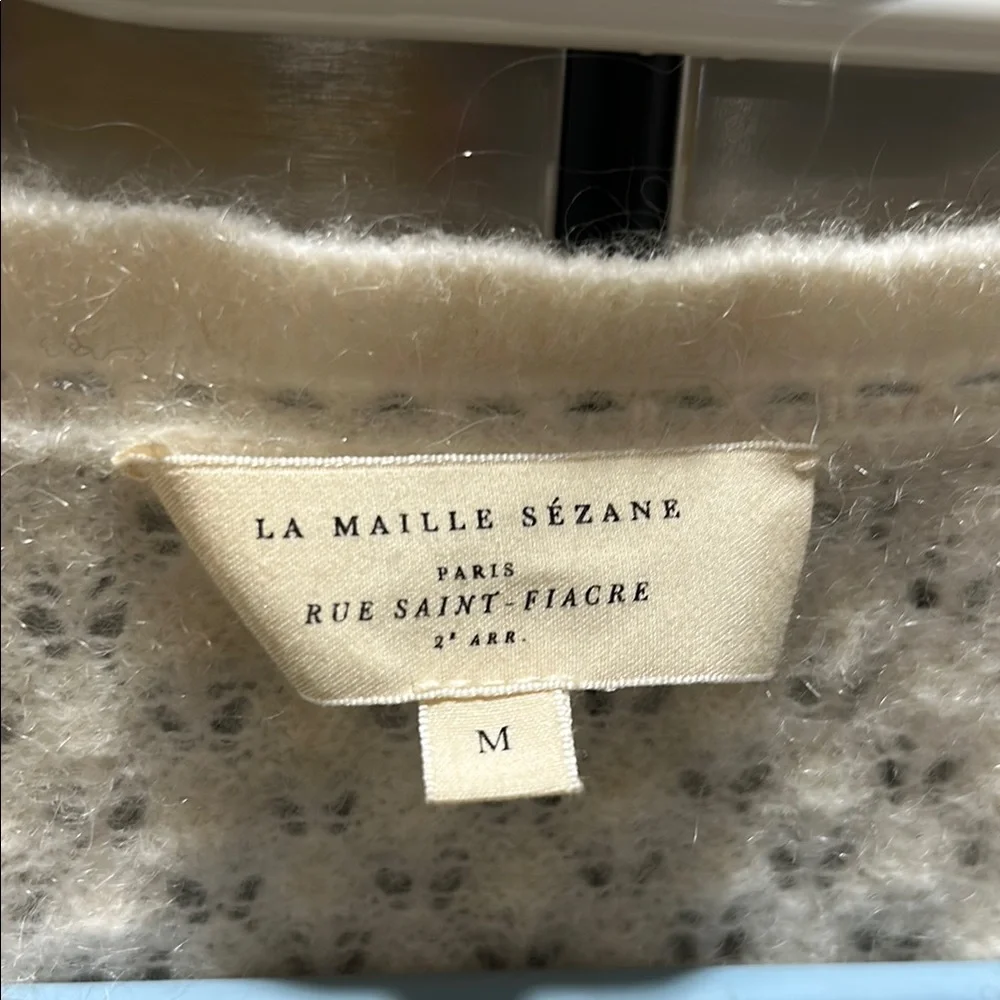 LA MAILLE SÉZANE
PARIS
RUE SAINT-FIACRE
2e ARR.
M